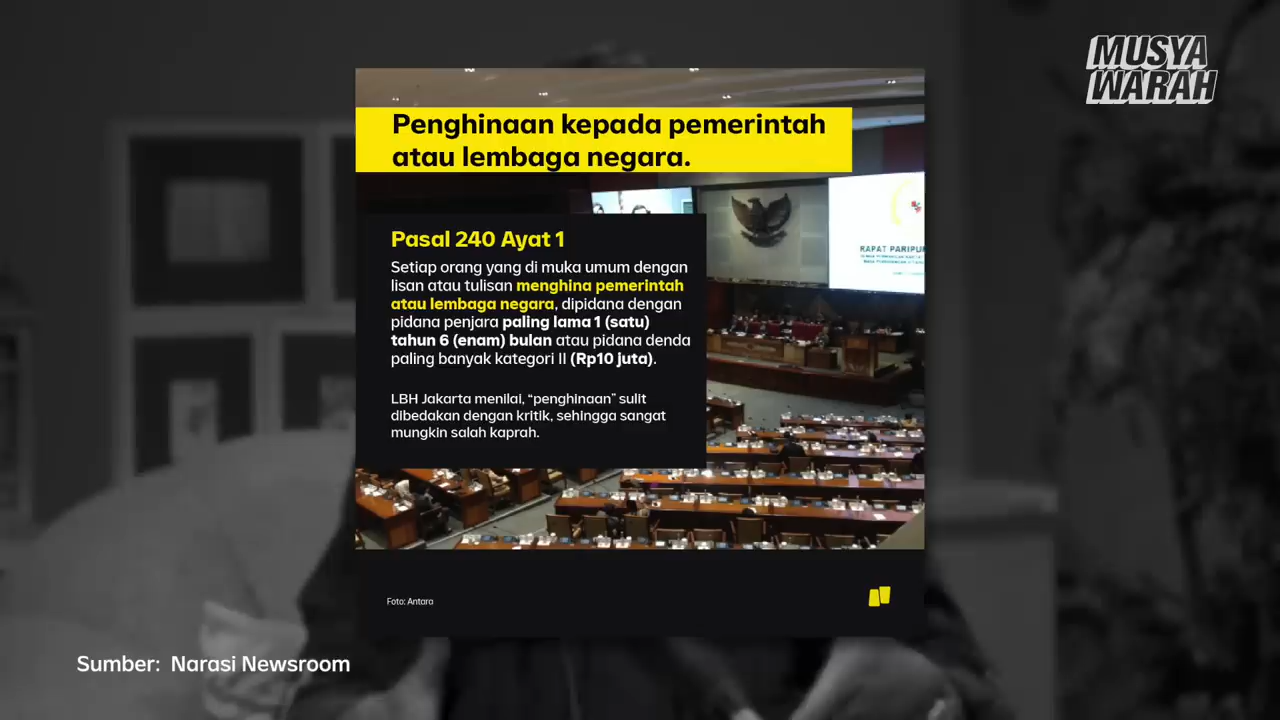 MUSYA
WARAH
Penghinaan kepada pemerintah
atau lembaga negara.
Pasal 240 Ayat 1
Setiap orang yang di muka umum dengan
lisan atau tulisan menghina pemerintah
atau lembaga negara, dipidana dengan
pidana penjara paling lama 1 (satu)
tahun 6 (enam) bulan atau pidana denda
paling banyak kategori II (Rp10 juta).
LBH Jakarta menilai, “penghinaan” sulit
dibedakan dengan kritik, sehingga sangat
mungkin salah kaprah.
RAPAT PARIPUR
Foto: Antara
Sumber: Narasi Newsroom